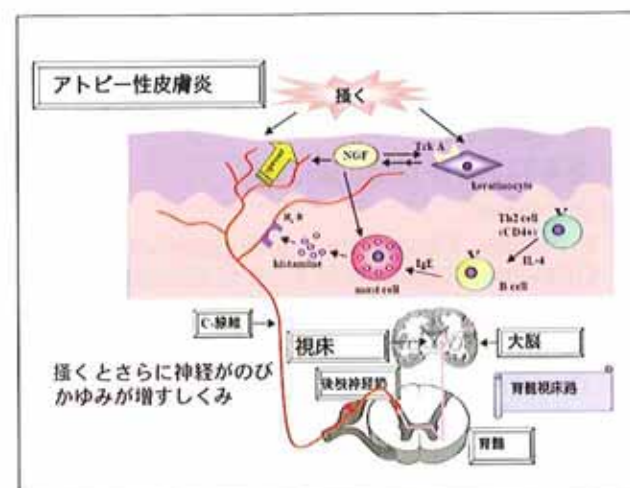 アトピー性皮膚炎
掻く
sprout
NGF
Trk A
keratinocyte
H₁ R
histamine
mast cell
IgE
B cell
IL-4
Th2 cell
(CD4+)
C-線維
視床
大脳
掻くとさらに神経がのび
かゆみが増すしくみ
後根神経節
脊髄視床路
脊髄